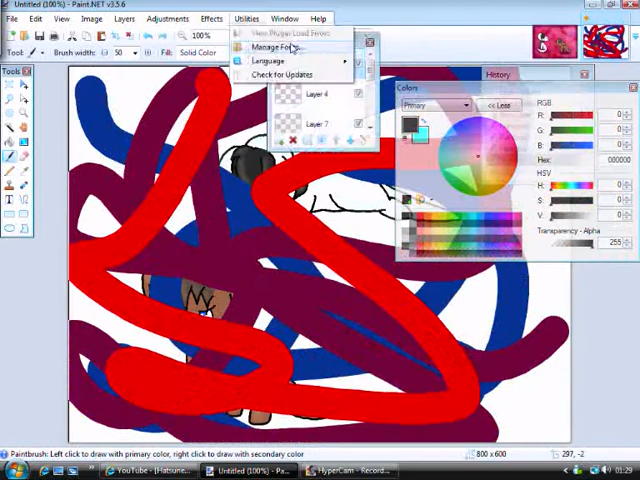 Untitled (100%) - Paint.NET v3.5.6
File Edit View Image Layers Adjustments Effects Utilities Window Help
View Plugin Load Errors
Manage Fonts...
Language
Check for Updates
100%
Tool: Brush width: 50 Fill: Solid Color
Tools
Layer 4
Layer 7
History
Colors
Primary
<< Less
RGB
R: 0
G: 0
B: 0
Hex: 000000
HSV
H: 0
S: 0
V: 0
Transparency - Alpha
255
Paintbrush: Left click to draw with primary color, right click to draw with secondary color
800 x 600
297, -2
YouTube - [Hatsune...
Untitled (100%) - Pa...
HyperCam - Record...
01:29